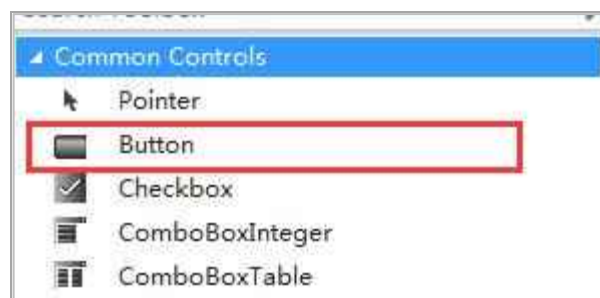 Common Controls
Pointer
Button
Checkbox
ComboBoxInteger
ComboBoxTable